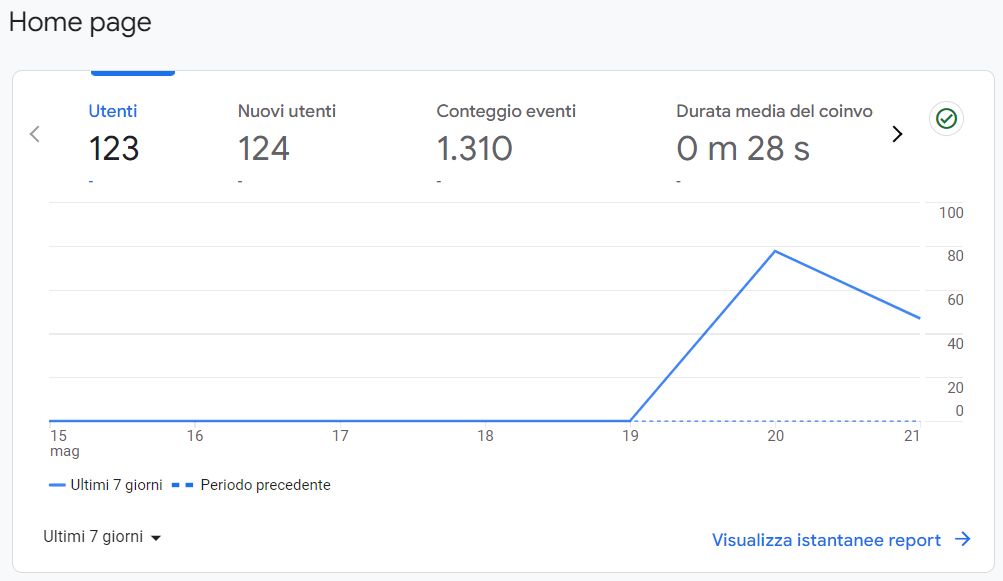 Home page
Utenti
Nuovi utenti
Conteggio eventi
Durata media del coinvo
123
124
1.310
0 m 28 s
-
-
-
-
100
80
60
40
20
0
15
mag
16
17
18
19
20
21
Ultimi 7 giorni
Periodo precedente
Ultimi 7 giorni
Visualizza istantanee report